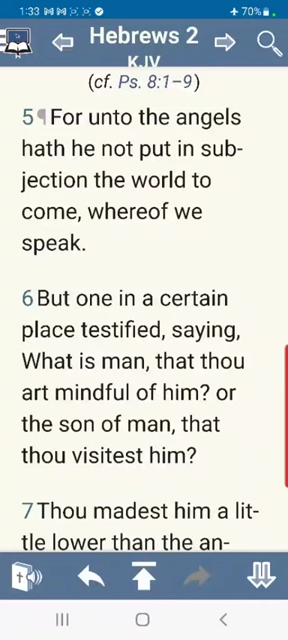 1:33
+ 70%
Hebrews 2
KJV
(cf. Ps. 8:1–9)
5¶For unto the angels
hath he not put in sub-
jection the world to
come, whereof we
speak.
6 But one in a certain
place testified, saying,
What is man, that thou
art mindful of him? or
the son of man, that
thou visitest him?
7 Thou madest him a lit-
tle lower than the an-